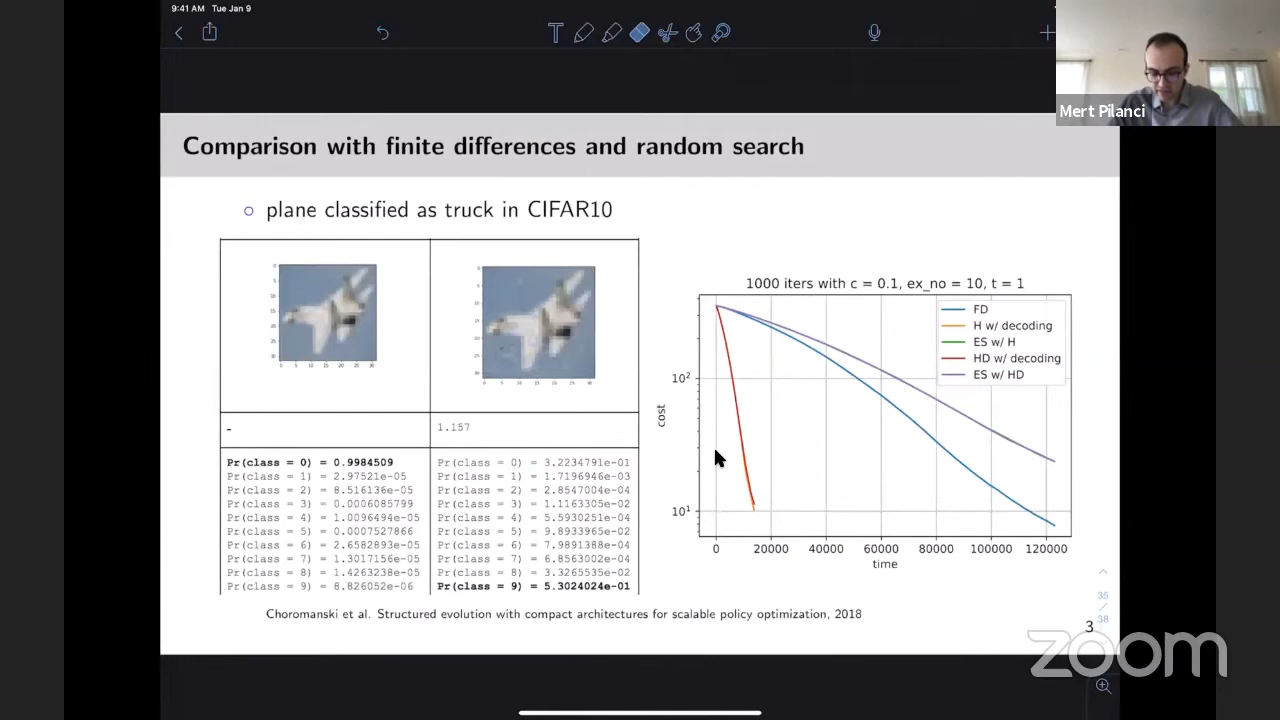 9:41 AM Tue Jan 9
Mert Pilanci
Comparison with finite differences and random search
plane classified as truck in CIFAR10
-
1.157
Pr(class = 0) = 0.9984509
Pr(class = 1) = 2.97521e-05
Pr(class = 2) = 8.516136e-05
Pr(class = 3) = 0.0006085799
Pr(class = 4) = 1.0096494e-05
Pr(class = 5) = 0.0007527866
Pr(class = 6) = 2.6582893e-05
Pr(class = 7) = 1.3017156e-05
Pr(class = 8) = 1.4263238e-05
Pr(class = 9) = 8.826052e-06
Pr(class = 0) = 3.2234791e-01
Pr(class = 1) = 1.7196946e-03
Pr(class = 2) = 2.8547004e-04
Pr(class = 3) = 1.1163305e-02
Pr(class = 4) = 5.5930251e-04
Pr(class = 5) = 9.8933965e-02
Pr(class = 6) = 7.9891388e-04
Pr(class = 7) = 6.8562003e-04
Pr(class = 8) = 3.3265535e-02
Pr(class = 9) = 5.3024024e-01
1000 iters with c = 0.1, ex_no = 10, t = 1
FD
H w/ decoding
ES w/ H
HD w/ decoding
ES w/ HD
cost
10²
10¹
0 20000 40000 60000 80000 100000 120000
time
Choromanski et al. Structured evolution with compact architectures for scalable policy optimization, 2018
35
/
38
3
zoom